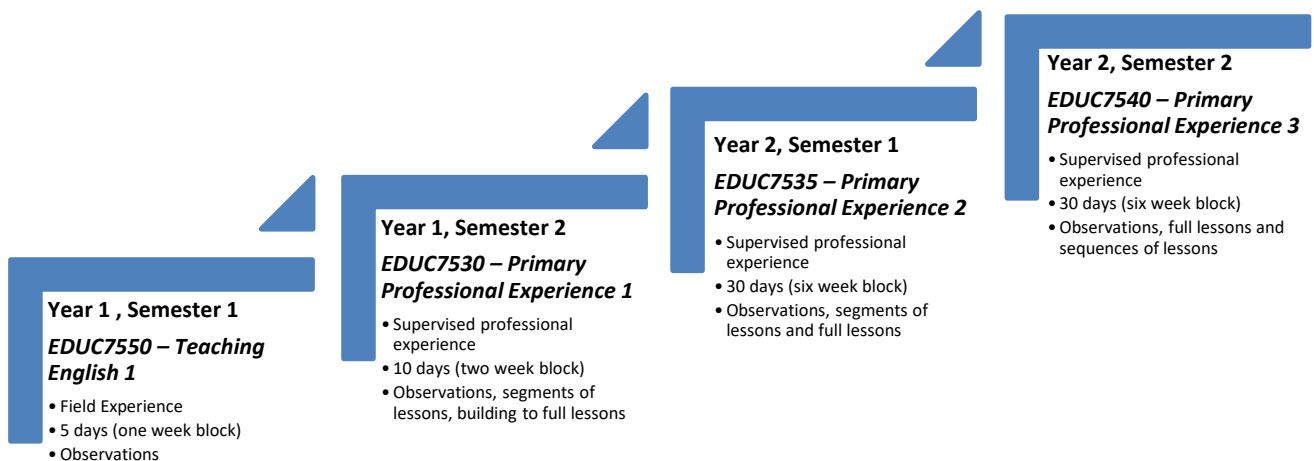 Year 1 , Semester 1
EDUC7550 – Teaching
English 1
• Field Experience
• 5 days (one week block)
• Observations
Year 1, Semester 2
EDUC7530 – Primary
Professional Experience 1
• Supervised professional
experience
• 10 days (two week block)
• Observations, segments of
lessons, building to full lessons
Year 2, Semester 1
EDUC7535 – Primary
Professional Experience 2
• Supervised professional
experience
• 30 days (six week block)
• Observations, segments of
lessons and full lessons
Year 2, Semester 2
EDUC7540 – Primary
Professional Experience 3
• Supervised professional
experience
• 30 days (six week block)
• Observations, full lessons and
sequences of lessons